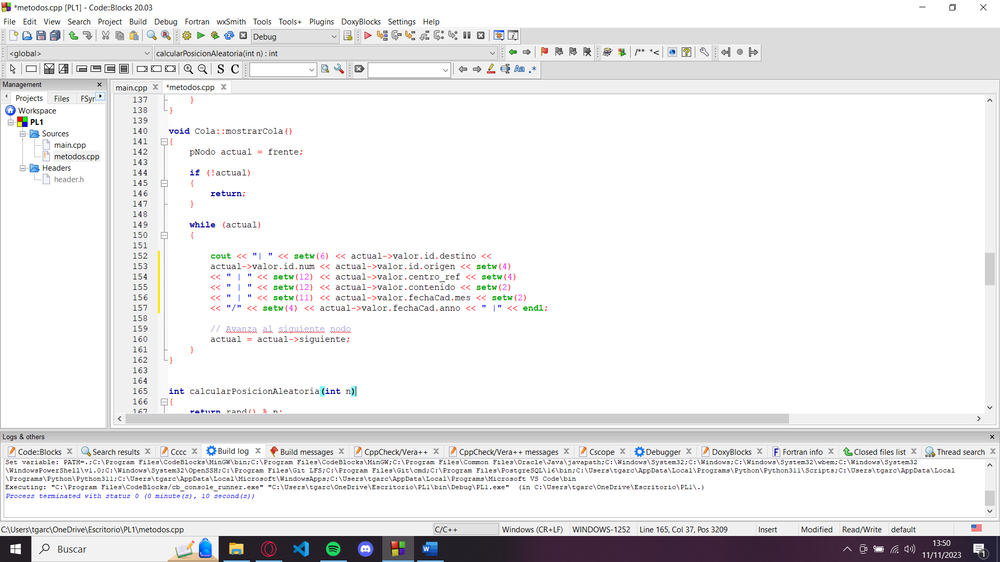 *metodos.cpp [PL1] - Code::Blocks 20.03
File Edit View Search Project Build Debug Fortran wxSmith Tools Tools+ Plugins DoxyBlocks Settings Help
Debug
<global> calcularPosicionAleatoria(int n) : int /** *<
S C Aa .*
Management
Projects Files FSyr
Workspace
PL1
Sources
main.cpp
metodos.cpp
Headers
header.h
main.cpp *metodos.cpp
137 }
138 }
139
140 void Cola::mostrarCola()
141 {
142 pNodo actual = frente;
143
144 if (!actual)
145 {
146 return;
147 }
148
149 while (actual)
150 {
151
152 cout << "| " << setw(6) << actual->valor.id.destino <<
153 actual->valor.id.num << actual->valor.id.origen << setw(4)
154 << " | " << setw(12) << actual->valor.centro_ref << setw(4)
155 << " | " << setw(12) << actual->valor.contenido << setw(2)
156 << " | " << setw(11) << actual->valor.fechaCad.mes << setw(2)
157 << "/" << setw(4) << actual->valor.fechaCad.anno << " |" << endl;
158
159 // Avanza al siguiente nodo
160 actual = actual->siguiente;
161 }
162 }
163
164
165 int calcularPosicionAleatoria(int n)
166 {
167 return rand() % n;
Logs & others
Code::Blocks Search results Cccc Build log Build messages CppCheck/Vera++ CppCheck/Vera++ messages Cscope Debugger DoxyBlocks Fortran info Closed files list Thread search
Set variable: PATH=.;C:\Program Files\CodeBlocks\MinGW\bin;C:\Program Files\CodeBlocks\MinGW;C:\Program Files\Common Files\Oracle\Java\javapath;C:\Windows\System32;C:\Windows;C:\Windows\System32\wbem;C:\Windows\System32
\WindowsPowerShell\v1.0;C:\Windows\System32\OpenSSH;C:\Program Files\Git LFS;C:\Program Files\Git\cmd;C:\Program Files\PostgreSQL\16\bin;C:\Users\tgarc\AppData\Local\Programs\Python\Python311\Scripts;C:\Users\tgarc\AppData\Local
\Programs\Python\Python311;C:\Users\tgarc\AppData\Local\Microsoft\WindowsApps;C:\Users\tgarc\AppData\Local\Programs\Microsoft VS Code\bin
Executing: "C:\Program Files\CodeBlocks/cb_console_runner.exe" "C:\Users\tgarc\OneDrive\Escritorio\PL1\bin\Debug\PL1.exe" (in C:\Users\tgarc\OneDrive\Escritorio\PL1\.)
Process terminated with status 0 (0 minute(s), 10 second(s))
C:\Users\tgarc\OneDrive\Escritorio\PL1\metodos.cpp C/C++ Windows (CR+LF) WINDOWS-1252 Line 165, Col 37, Pos 3209 Insert Modified Read/Write default
Buscar
13:50
11/11/2023
1